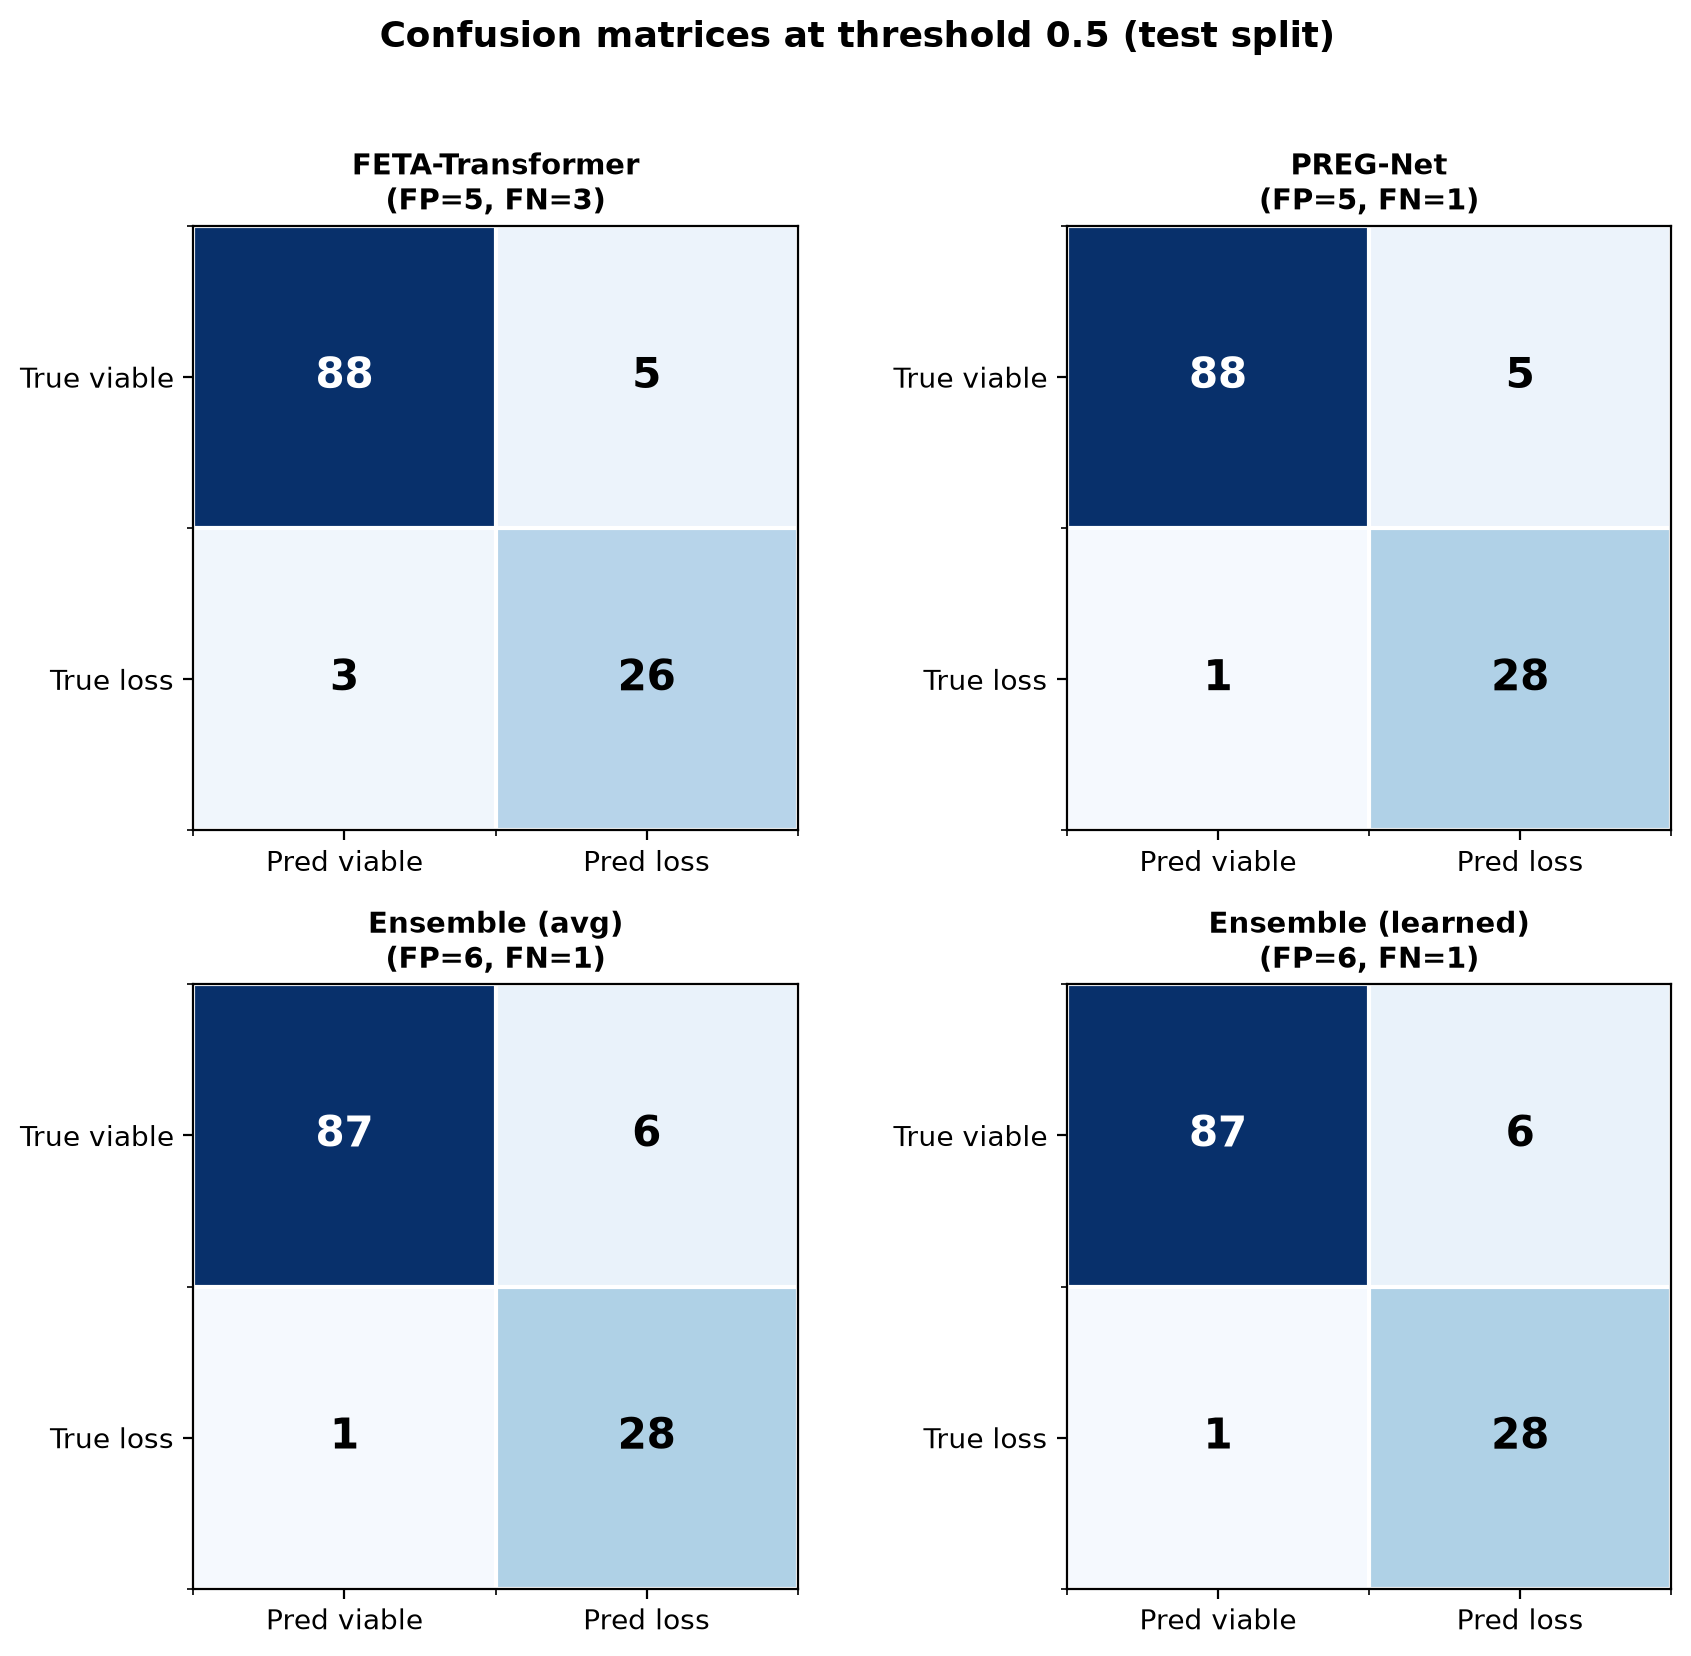 Confusion matrices at threshold 0.5 (test split)
FETA-Transformer
(FP=5, FN=3)
True viable
88
5
True loss
3
26
Pred viable
Pred loss
PREG-Net
(FP=5, FN=1)
True viable
88
5
True loss
1
28
Pred viable
Pred loss
Ensemble (avg)
(FP=6, FN=1)
True viable
87
6
True loss
1
28
Pred viable
Pred loss
Ensemble (learned)
(FP=6, FN=1)
True viable
87
6
True loss
1
28
Pred viable
Pred loss